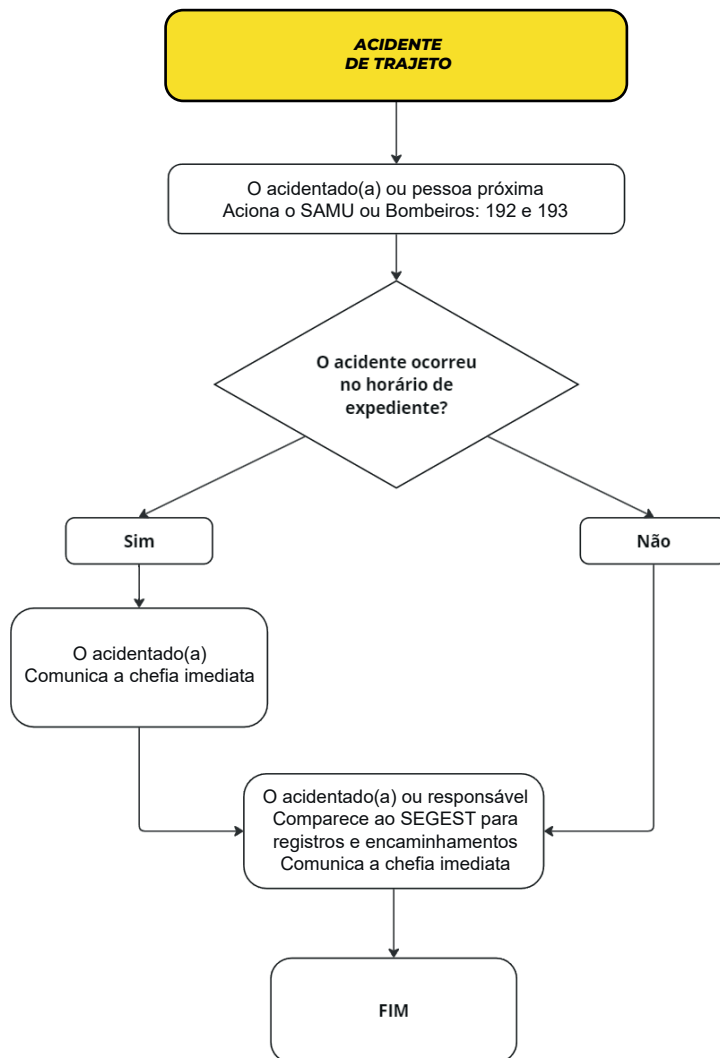 ACIDENTE
DE TRAJETO
O acidentado(a) ou pessoa próxima
Aciona o SAMU ou Bombeiros: 192 e 193
O acidente ocorreu
no horário de
expediente?
Sim
Não
O acidentado(a)
Comunica a chefia imediata
O acidentado(a) ou responsável
Comparece ao SEGEST para
registros e encaminhamentos
Comunica a chefia imediata
FIM